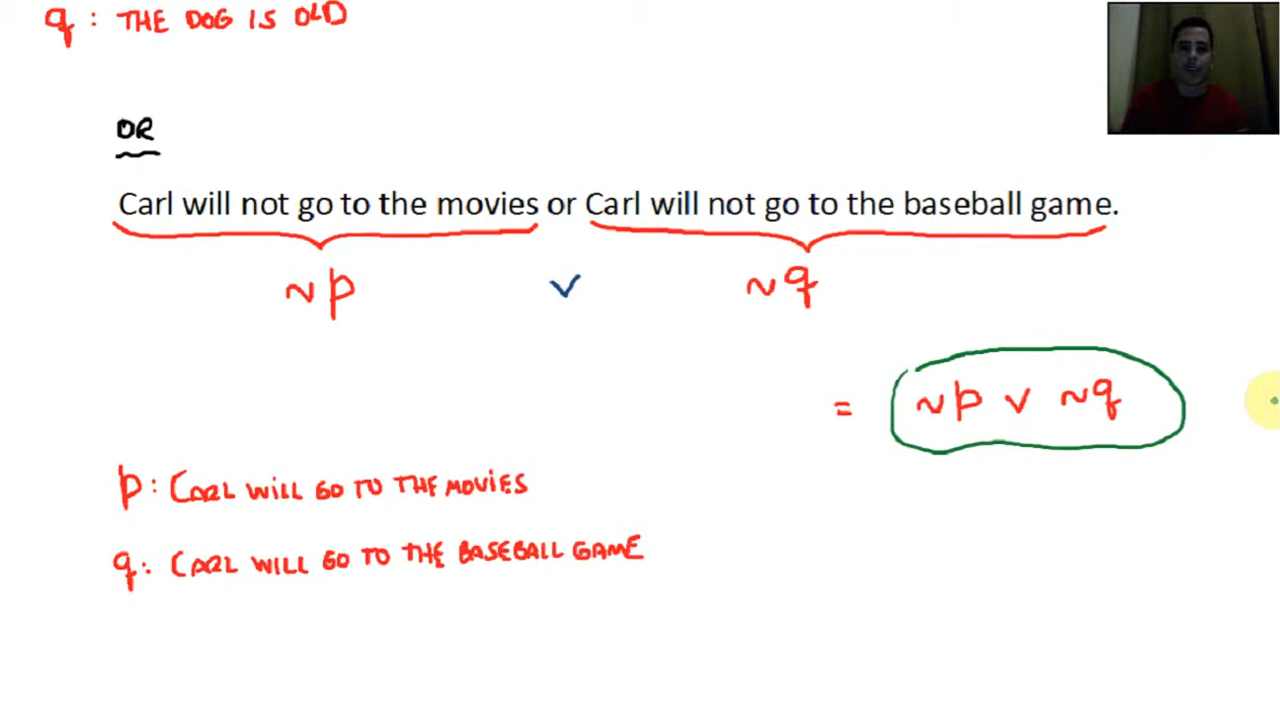 q : THE DOG IS OLD
OR
Carl will not go to the movies or Carl will not go to the baseball game.
~p v ~q
= ~p v ~q
p: CARL WILL GO TO THE MOVIES
q: CARL WILL GO TO THE BASEBALL GAME